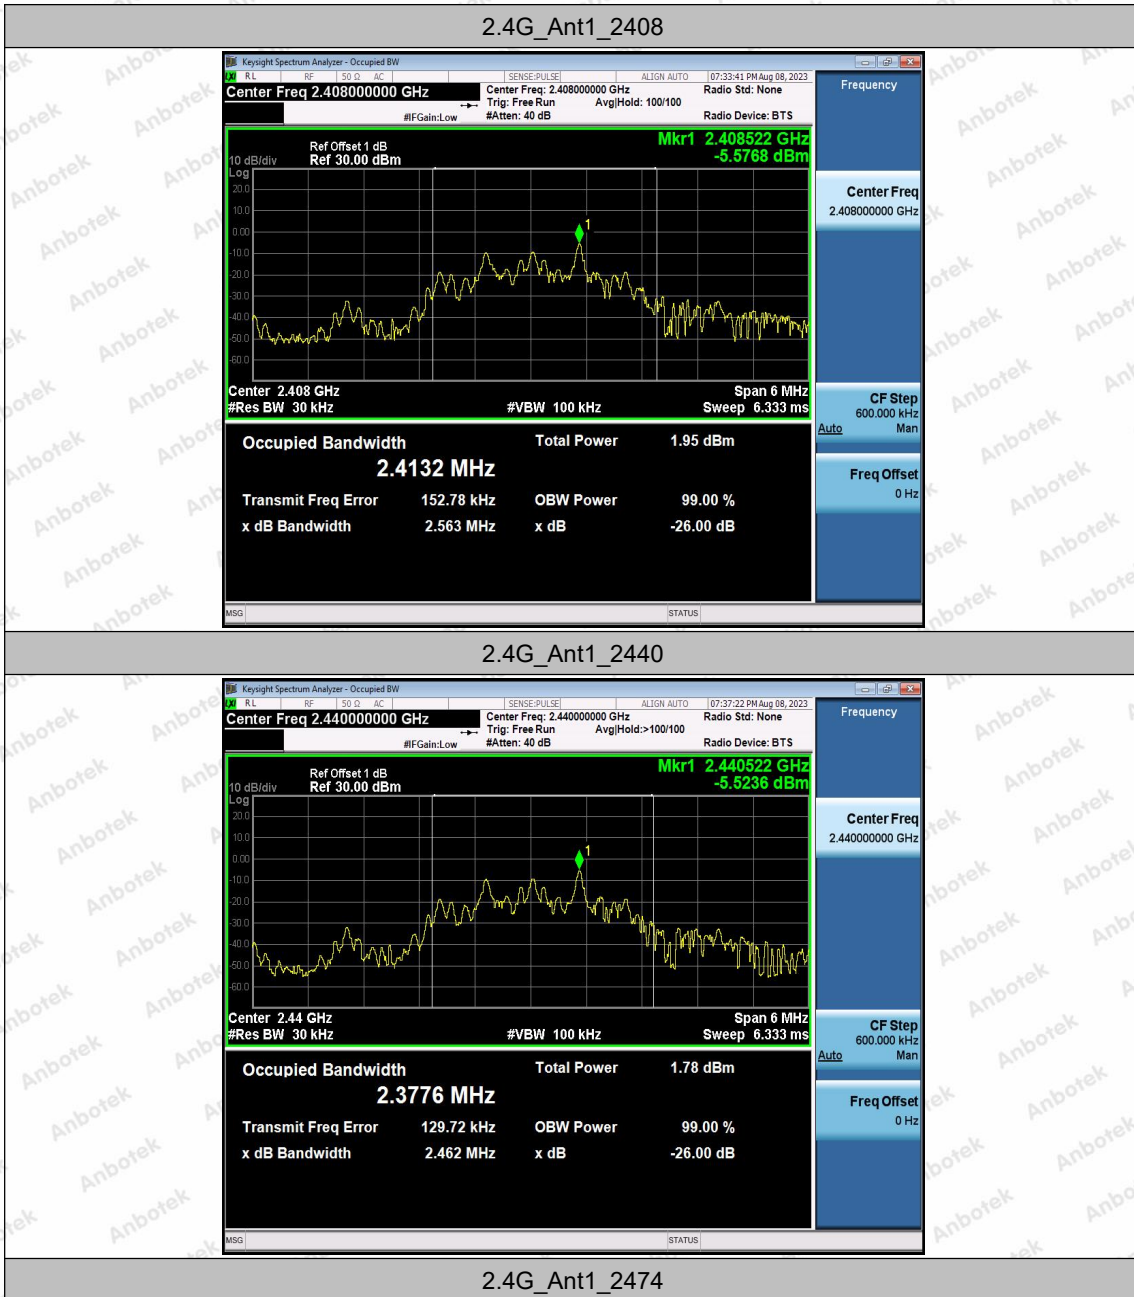 2.4G_Ant1_2408
Keysight Spectrum Analyzer - Occupied BW
RL RF 50 Ω AC SENSE:PULSE ALIGN AUTO 07:33:41 PM Aug 08, 2023
Center Freq 2.408000000 GHz
Center Freq: 2.408000000 GHz Radio Std: None
Trig: Free Run Avg|Hold: 100/100
#IFGain:Low #Atten: 40 dB Radio Device: BTS
Frequency
Mkr1 2.408522 GHz
-5.5768 dBm
Ref Offset 1 dB
10 dB/div Ref 30.00 dBm
Log
20.0
10.0
0.00
-10.0
-20.0
-30.0
-40.0
-50.0
-60.0
1
Center 2.408 GHz Span 6 MHz
#Res BW 30 kHz #VBW 100 kHz Sweep 6.333 ms
Center Freq
2.408000000 GHz
CF Step
600.000 kHz
Auto Man
Freq Offset
0 Hz
Occupied Bandwidth Total Power 1.95 dBm
2.4132 MHz
Transmit Freq Error 152.78 kHz OBW Power 99.00 %
x dB Bandwidth 2.563 MHz x dB -26.00 dB
MSG STATUS
2.4G_Ant1_2440
Keysight Spectrum Analyzer - Occupied BW
RL RF 50 Ω AC SENSE:PULSE ALIGN AUTO 07:37:22 PM Aug 08, 2023
Center Freq 2.440000000 GHz
Center Freq: 2.440000000 GHz Radio Std: None
Trig: Free Run Avg|Hold:>100/100
#IFGain:Low #Atten: 40 dB Radio Device: BTS
Frequency
Mkr1 2.440522 GHz
-5.5236 dBm
Ref Offset 1 dB
10 dB/div Ref 30.00 dBm
Log
20.0
10.0
0.00
-10.0
-20.0
-30.0
-40.0
-50.0
-60.0
1
Center 2.44 GHz Span 6 MHz
#Res BW 30 kHz #VBW 100 kHz Sweep 6.333 ms
Center Freq
2.440000000 GHz
CF Step
600.000 kHz
Auto Man
Freq Offset
0 Hz
Occupied Bandwidth Total Power 1.78 dBm
2.3776 MHz
Transmit Freq Error 129.72 kHz OBW Power 99.00 %
x dB Bandwidth 2.462 MHz x dB -26.00 dB
MSG STATUS
2.4G_Ant1_2474
Anbotek